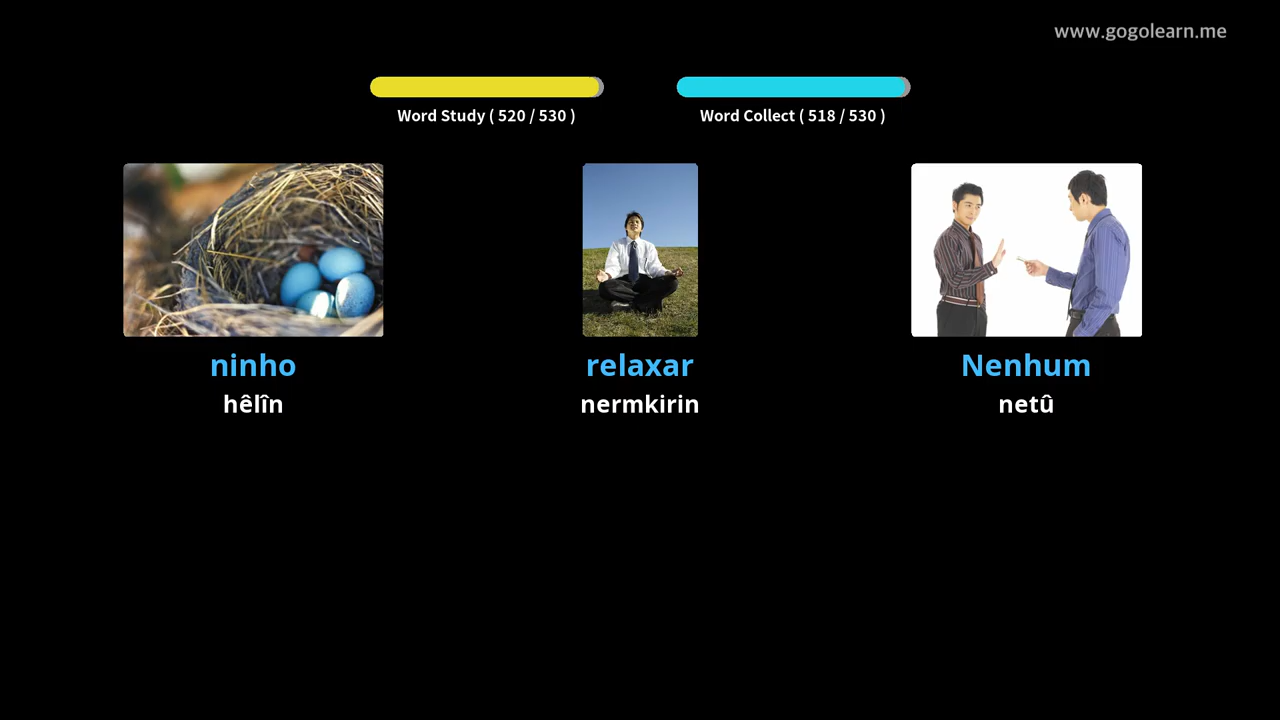 www.gogolearn.me
Word Study ( 520 / 530 )
Word Collect ( 518 / 530 )
ninho
hêlîn
relaxar
nermkirin
Nenhum
netû